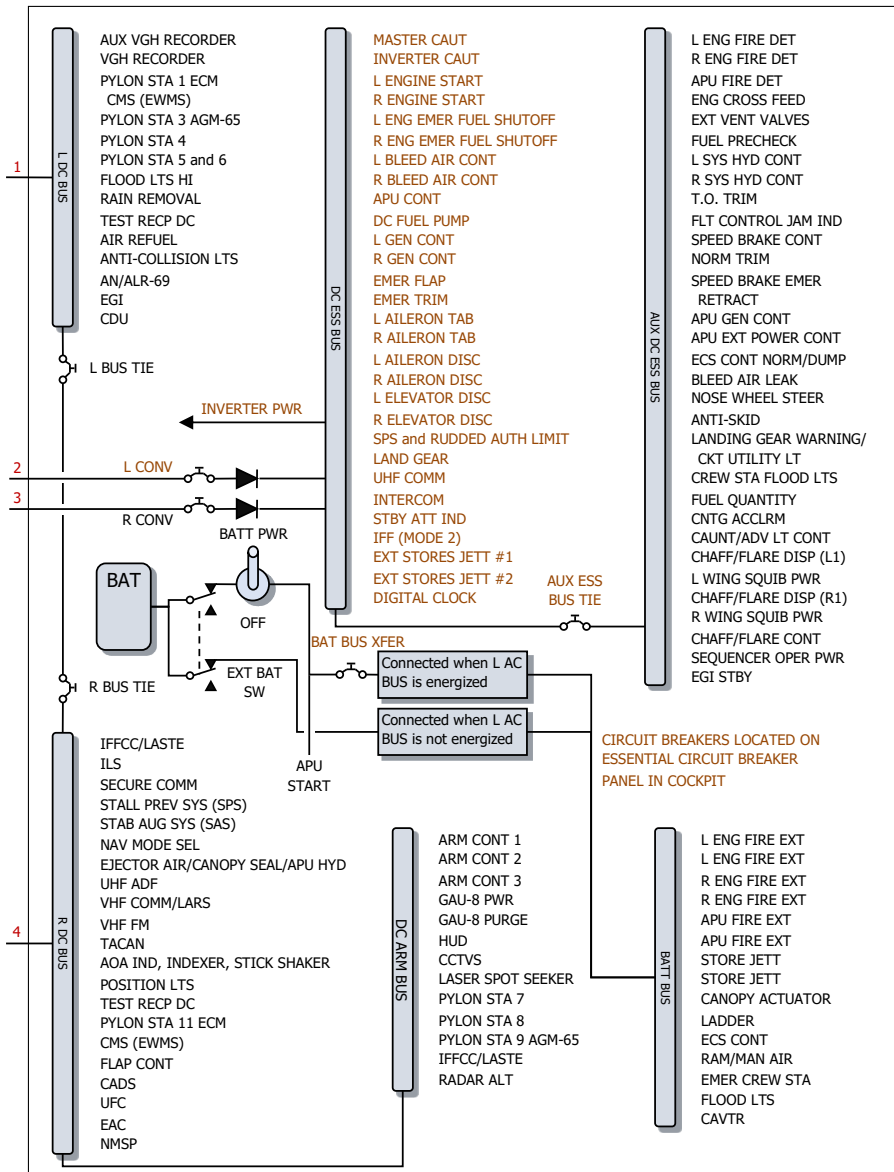 L DC BUS
AUX VGH RECORDER
VGH RECORDER
PYLON STA 1 ECM
CMS (EWMS)
PYLON STA 3 AGM-65
PYLON STA 4
PYLON STA 5 and 6
FLOOD LTS HI
RAIN REMOVAL
TEST RECP DC
AIR REFUEL
ANTI-COLLISION LTS
AN/ALR-69
EGI
CDU
1
L BUS TIE
DC ESS BUS
MASTER CAUT
INVERTER CAUT
L ENGINE START
R ENGINE START
L ENG EMER FUEL SHUTOFF
R ENG EMER FUEL SHUTOFF
L BLEED AIR CONT
R BLEED AIR CONT
APU CONT
DC FUEL PUMP
L GEN CONT
R GEN CONT
EMER FLAP
EMER TRIM
L AILERON TAB
R AILERON TAB
L AILERON DISC
R AILERON DISC
L ELEVATOR DISC
R ELEVATOR DISC
SPS and RUDDED AUTH LIMIT
LAND GEAR
UHF COMM
INTERCOM
STBY ATT IND
IFF (MODE 2)
EXT STORES JETT #1
EXT STORES JETT #2
DIGITAL CLOCK
AUX DC ESS BUS
L ENG FIRE DET
R ENG FIRE DET
APU FIRE DET
ENG CROSS FEED
EXT VENT VALVES
FUEL PRECHECK
L SYS HYD CONT
R SYS HYD CONT
T.O. TRIM
FLT CONTROL JAM IND
SPEED BRAKE CONT
NORM TRIM
SPEED BRAKE EMER
RETRACT
APU GEN CONT
APU EXT POWER CONT
ECS CONT NORM/DUMP
BLEED AIR LEAK
NOSE WHEEL STEER
ANTI-SKID
LANDING GEAR WARNING/
CKT UTILITY LT
CREW STA FLOOD LTS
FUEL QUANTITY
CNTG ACCLRM
CAUNT/ADV LT CONT
CHAFF/FLARE DISP (L1)
L WING SQUIB PWR
CHAFF/FLARE DISP (R1)
R WING SQUIB PWR
CHAFF/FLARE CONT
SEQUENCER OPER PWR
EGI STBY
INVERTER PWR
2
L CONV
3
R CONV
BATT PWR
BAT
OFF
EXT BAT
SW
AUX ESS
BUS TIE
BAT BUS XFER
Connected when L AC
BUS is energized
Connected when L AC
BUS is not energized
R BUS TIE
APU
START
CIRCUIT BREAKERS LOCATED ON
ESSENTIAL CIRCUIT BREAKER
PANEL IN COCKPIT
4
R DC BUS
IFFCC/LASTE
ILS
SECURE COMM
STALL PREV SYS (SPS)
STAB AUG SYS (SAS)
NAV MODE SEL
EJECTOR AIR/CANOPY SEAL/APU HYD
UHF ADF
VHF COMM/LARS
VHF FM
TACAN
AOA IND, INDEXER, STICK SHAKER
POSITION LTS
TEST RECP DC
PYLON STA 11 ECM
CMS (EWMS)
FLAP CONT
CADS
UFC
EAC
NMSP
DC ARM BUS
ARM CONT 1
ARM CONT 2
ARM CONT 3
GAU-8 PWR
GAU-8 PURGE
HUD
CCTVS
LASER SPOT SEEKER
PYLON STA 7
PYLON STA 8
PYLON STA 9 AGM-65
IFFCC/LASTE
RADAR ALT
BATT BUS
L ENG FIRE EXT
L ENG FIRE EXT
R ENG FIRE EXT
R ENG FIRE EXT
APU FIRE EXT
APU FIRE EXT
STORE JETT
STORE JETT
CANOPY ACTUATOR
LADDER
ECS CONT
RAM/MAN AIR
EMER CREW STA
FLOOD LTS
CAVTR